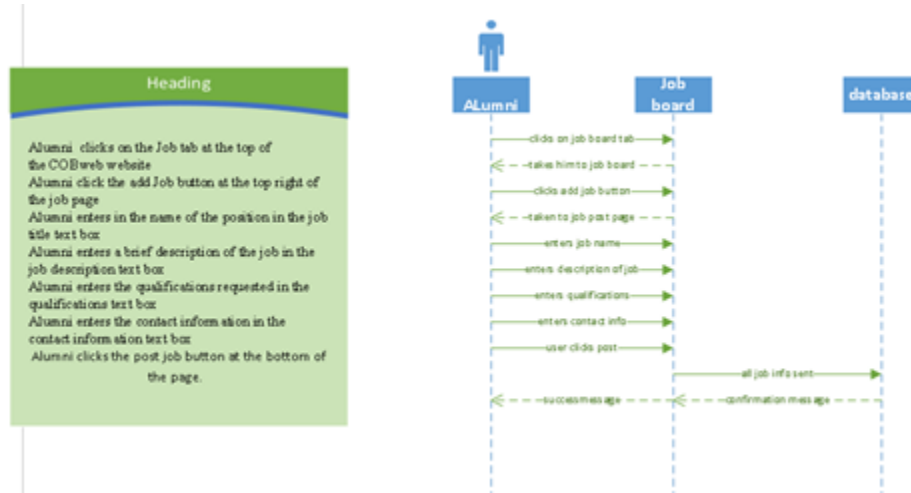 Heading
Alumni clicks on the Job tab at the top of
the COBweb website
Alumni click the add Job button at the top right of
the job page
Alumni enters in the name of the position in the job
title text box
Alumni enters a brief description of the job in the
job description text box
Alumni enters the qualifications requested in the
qualifications text box
Alumni enters the contact information in the
contact information text box
Alumni clicks the post job button at the bottom of
the page.
ALumni
Job
board
database
clicks on job board tab
takes him to job board
clicks add job button
taken to job post page
enters job name
enters description of job
enters qualifications
enters contact info
user clicks post
all job info sent
success message
confirmation message